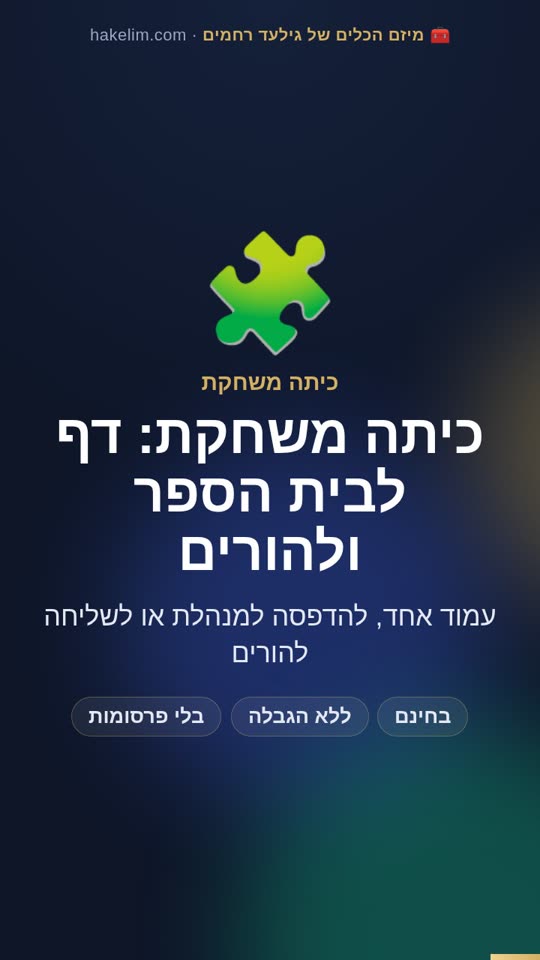 🧰 מיזם הכלים של גילעד רחמים · hakelim.com
כיתה משחקת
כיתה משחקת: דף
לבית הספר
ולהורים
עמוד אחד, להדפסה למנהלת או לשליחה
להורים
בחינם
ללא הגבלה
בלי פרסומות